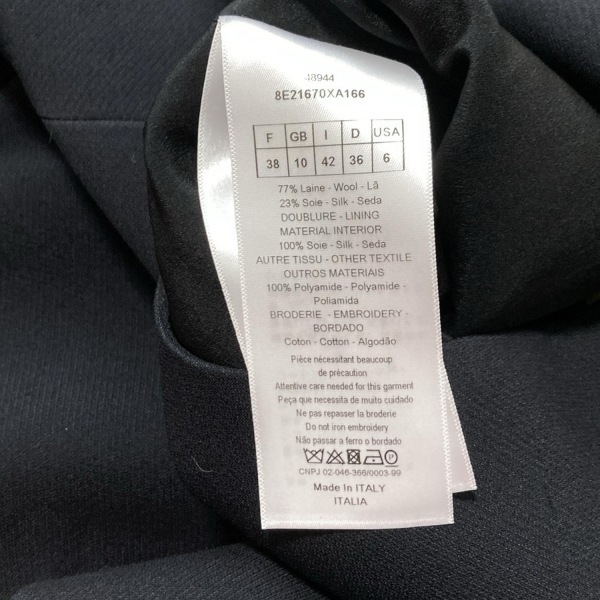 48944
8E21670XA166
F GB I D USA
38 10 42 36 6
77% Laine - Wool - Lã
23% Soie - Silk - Seda
DOUBLURE - LINING
MATERIAL INTERIOR
100% Soie - Silk - Seda
AUTRE TISSU - OTHER TEXTILE
OUTROS MATERIAIS
100% Polyamide - Polyamide -
Poliamida
BRODERIE - EMBROIDERY -
BORDADO
Coton - Cotton - Algodão
Pièce nécessitant beaucoup
de précaution
Attentive care needed for this garment
Peça que necessita de muito cuidado
Ne pas repasser la broderie
Do not iron embroidery
Não passar a ferro o bordado
CNPJ 02-046-366/0003-99
Made In ITALY
ITALIA